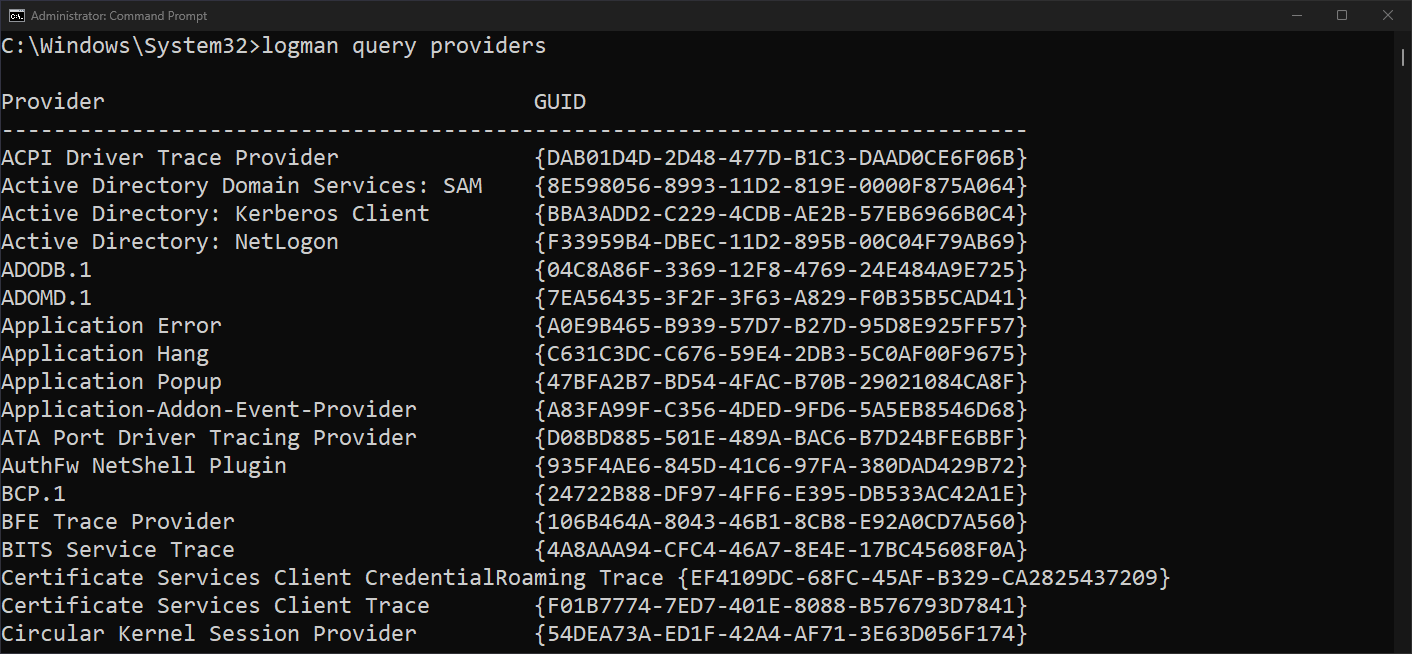 Administrator: Command Prompt
C:\Windows\System32>logman query providers
Provider                                 GUID
-------------------------------------------------------------------------------
ACPI Driver Trace Provider               {DAB01D4D-2D48-477D-B1C3-DAAD0CE6F06B}
Active Directory Domain Services: SAM    {8E598056-8993-11D2-819E-0000F875A064}
Active Directory: Kerberos Client        {BBA3ADD2-C229-4CDB-AE2B-57EB6966B0C4}
Active Directory: NetLogon               {F33959B4-DBEC-11D2-895B-00C04F79AB69}
ADODB.1                                  {04C8A86F-3369-12F8-4769-24E484A9E725}
ADOMD.1                                  {7EA56435-3F2F-3F63-A829-F0B35B5CAD41}
Application Error                        {A0E9B465-B939-57D7-B27D-95D8E925FF57}
Application Hang                         {C631C3DC-C676-59E4-2DB3-5C0AF00F9675}
Application Popup                        {47BFA2B7-BD54-4FAC-B70B-29021084CA8F}
Application-Addon-Event-Provider         {A83FA99F-C356-4DED-9FD6-5A5EB8546D68}
ATA Port Driver Tracing Provider         {D08BD885-501E-489A-BAC6-B7D24BFE6BBF}
AuthFw NetShell Plugin                   {935F4AE6-845D-41C6-97FA-380DAD429B72}
BCP.1                                    {24722B88-DF97-4FF6-E395-DB533AC42A1E}
BFE Trace Provider                       {106B464A-8043-46B1-8CB8-E92A0CD7A560}
BITS Service Trace                       {4A8AAA94-CFC4-46A7-8E4E-17BC45608F0A}
Certificate Services Client CredentialRoaming Trace {EF4109DC-68FC-45AF-B329-CA2825437209}
Certificate Services Client Trace        {F01B7774-7ED7-401E-8088-B576793D7841}
Circular Kernel Session Provider         {54DEA73A-ED1F-42A4-AF71-3E63D056F174}